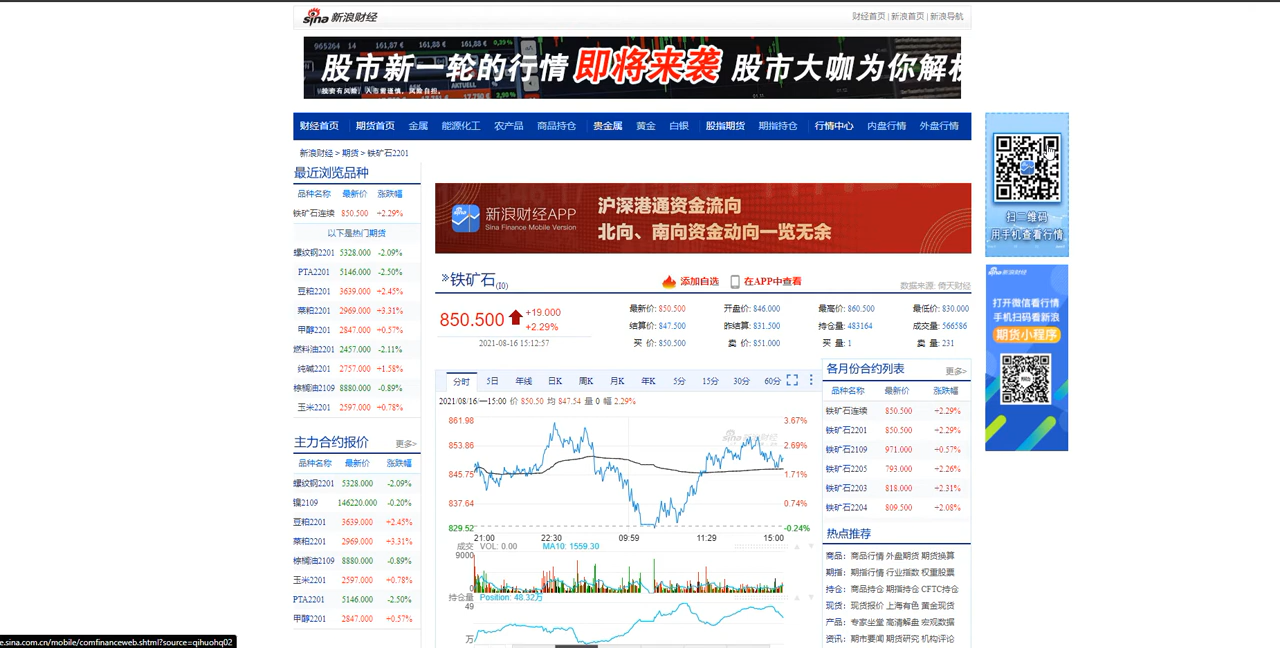 sina 新浪财经
财经首页 | 新浪首页 | 新浪导航
股市新一轮的行情 即将来袭 股市大咖为你解析
股市有风险，入市需谨慎，风险自担。
财经首页 期货首页 金属 能源化工 农产品 商品持仓 贵金属 黄金 白银 股指期货 期指持仓 行情中心 内盘行情 外盘行情
新浪财经 > 期货 > 铁矿石2201
最近浏览品种
品种名称 最新价 涨跌幅
铁矿石连续 850.500 +2.29%
以下是热门期货
螺纹钢2201 5328.000 -2.09%
PTA2201 5146.000 -2.50%
豆粕2201 3639.000 +2.45%
菜粕2201 2969.000 +3.31%
甲醇2201 2847.000 +0.57%
燃料油2201 2457.000 -2.11%
纯碱2201 2757.000 +1.58%
棕榈油2109 8880.000 -0.89%
玉米2201 2597.000 +0.78%
主力合约报价 更多>
品种名称 最新价 涨跌幅
螺纹钢2201 5328.000 -2.09%
镍2109 146220.000 -0.20%
豆粕2201 3639.000 +2.45%
菜粕2201 2969.000 +3.31%
棕榈油2109 8880.000 -0.89%
玉米2201 2597.000 +0.78%
PTA2201 5146.000 -2.50%
甲醇2201 2847.000 +0.57%
新浪财经APP
Sina Finance Mobile Version
沪深港通资金流向
北向、南向资金动向一览无余
铁矿石(I0)
添加自选 在APP中查看
数据来源: 倚天财经
850.500 +19.000
+2.29%
2021-08-16 15:12:57
最新价: 850.500 开盘价: 846.000 最高价: 860.500 最低价: 830.000
结算价: 847.500 昨结算: 831.500 持仓量: 483164 成交量: 566586
买 价: 850.500 卖 价: 851.000 买 量: 1 卖 量: 231
分时 5日 年线 日K 周K 月K 年K 5分 15分 30分 60分
2021/08/16/一15:00 价 850.50 均 847.54 量 0 幅 2.29%
861.98 3.67%
853.86 2.69%
845.75 1.71%
837.64 0.74%
829.52 -0.24%
21:00 22:30 09:59 11:29 15:00
成交 VOL: 0.00 MA10: 1559.30
9000
0
持仓量 Position: 48.32万
49
万
各月份合约列表 更多>
品种名称 最新价 涨跌幅
铁矿石连续 850.500 +2.29%
铁矿石2201 850.500 +2.29%
铁矿石2109 971.000 +0.57%
铁矿石2205 793.000 +2.26%
铁矿石2203 818.000 +2.31%
铁矿石2204 809.500 +2.08%
热点推荐
商品: 商品行情 外盘期货 期货换算
期指: 期指行情 行业指数 权重股票
持仓: 商品持仓 期指持仓 CFTC持仓
现货: 现货报价 上海有色 黄金现货
产品: 专家坐堂 高清解盘 宏观数据
资讯: 期市要闻 期货研究 机构评论
扫二维码
用手机查看行情
sina 新浪财经
打开微信看行情
手机扫码看新浪
期货小程序
e.sina.com.cn/mobile/comfinanceweb.shtml?source=qihuohq02